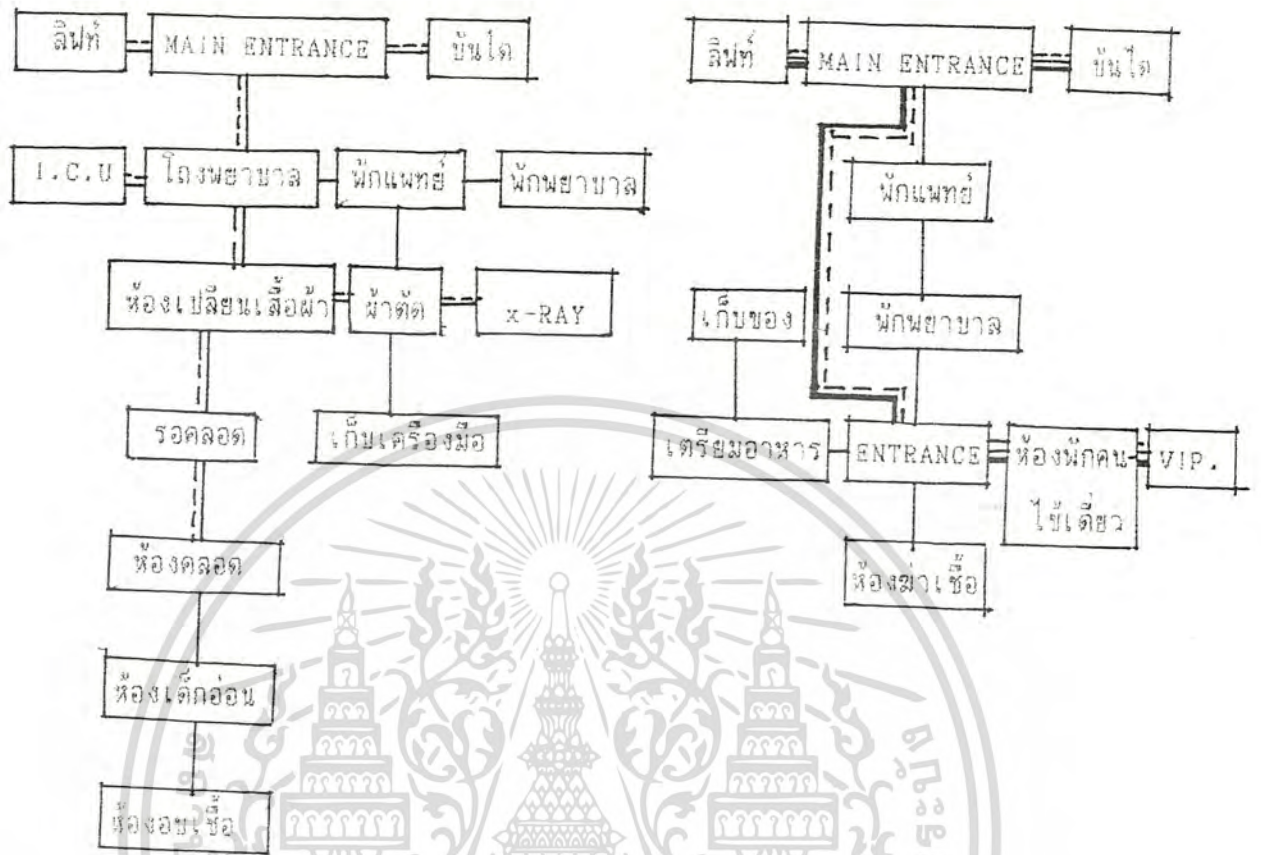 ลิฟท์
MAIN ENTRANCE
บันได
I.C.U
โถงพยาบาล
พักแพทย์
พักพยาบาล
ห้องเปลี่ยนเสื้อผ้า
ผ่าตัด
x-RAY
รอคลอด
เก็บเครื่องมือ
ห้องคลอด
ห้องเด็กอ่อน
ห้องอบเชื้อ
ลิฟท์
MAIN ENTRANCE
บันได
พักแพทย์
เก็บของ
พักพยาบาล
เตรียมอาหาร
ENTRANCE
ห้องพักคน
ไข้เดี่ยว
VIP.
ห้องฆ่าเชื้อ